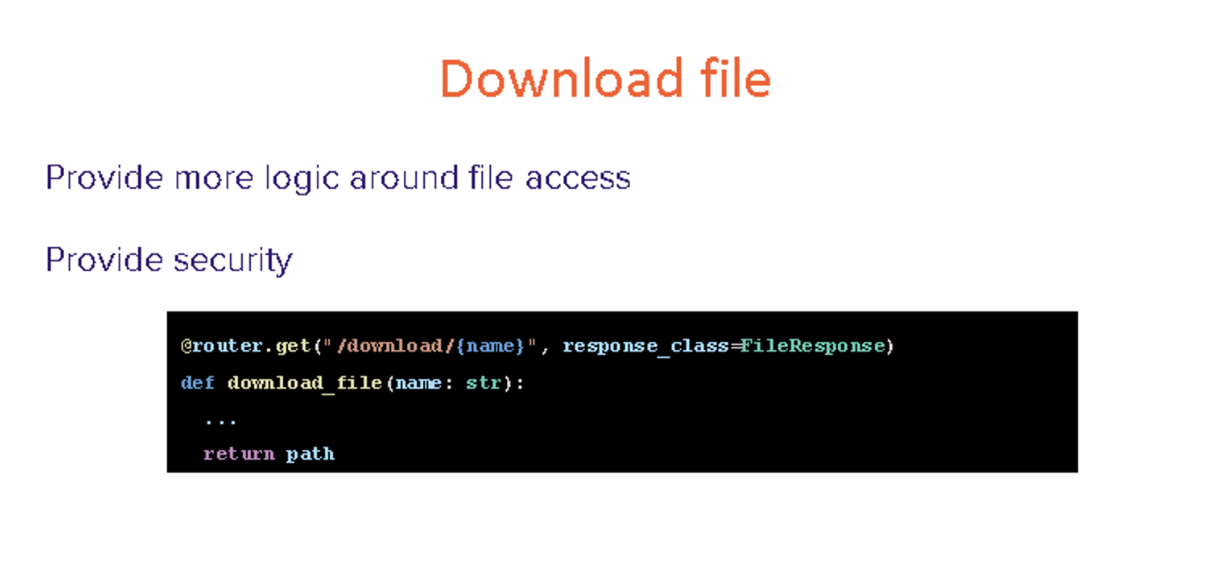 Download file
Provide more logic around file access
Provide security
@router.get("/download/{name}", response_class=FileResponse)
def download_file(name: str):
...
return path